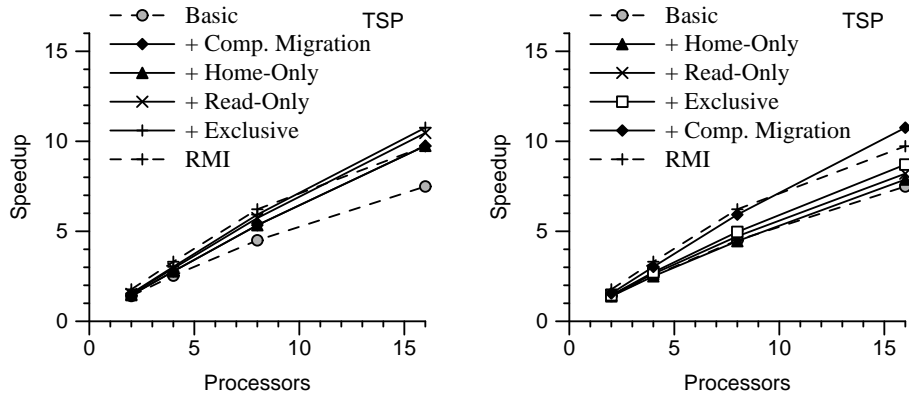 Basic
TSP
+ Comp. Migration
+ Home-Only
+ Read-Only
+ Exclusive
RMI
15
10
5
0
Speedup
0 5 10 15
Processors
Basic
TSP
+ Home-Only
+ Read-Only
+ Exclusive
+ Comp. Migration
RMI
15
10
5
0
Speedup
0 5 10 15
Processors